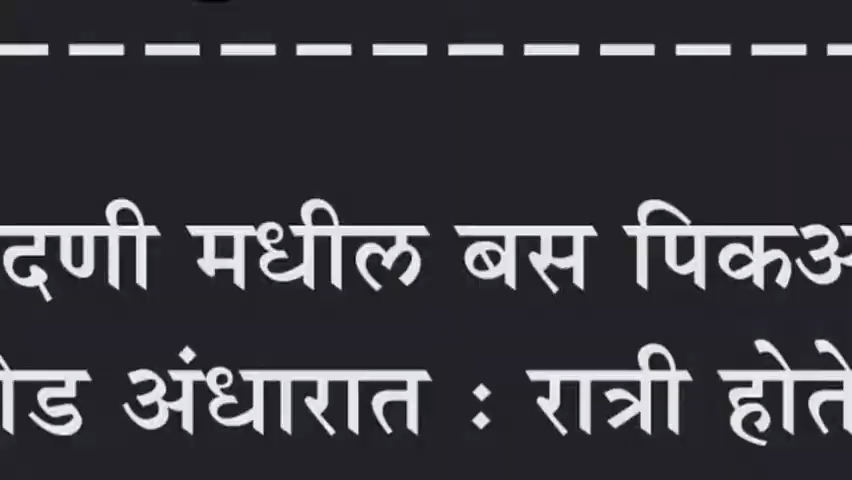 दणी मधील बस पिकअ
ोड अंधारात : रात्री होते